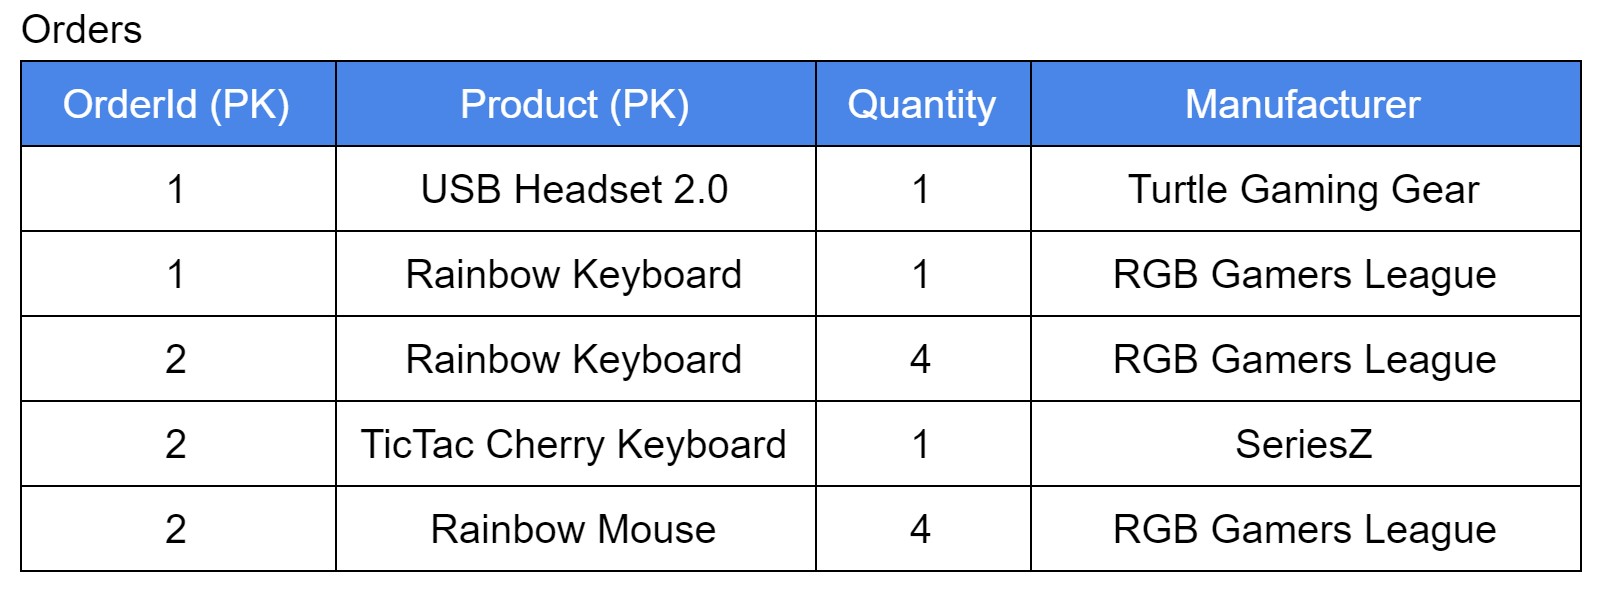 Orders
OrderId (PK) Product (PK) Quantity Manufacturer
1 USB Headset 2.0 1 Turtle Gaming Gear
1 Rainbow Keyboard 1 RGB Gamers League
2 Rainbow Keyboard 4 RGB Gamers League
2 TicTac Cherry Keyboard 1 SeriesZ
2 Rainbow Mouse 4 RGB Gamers League